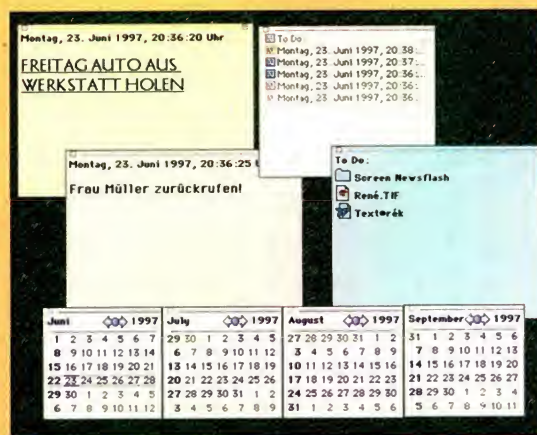 Montag, 23. Juni 1997, 20:36:20 Uhr
FREITAG AUTO AUS
WERKSTATT HOLEN
To Do:
Montag, 23. Juni 1997, 20:38:...
Montag, 23. Juni 1997, 20:37:...
Montag, 23. Juni 1997, 20:36:...
Montag, 23. Juni 1997, 20:36:...
Montag, 23. Juni 1997, 20:36:...
Montag, 23. Juni 1997, 20:36:25
Frau Müller zurückrufen!
To Do:
Screen Newsflash
René.TIF
Juni 1997
1 2 3 4 5 6 7
8 9 10 11 12 13 14
15 16 17 18 19 20 21
22 23 24 25 26 27 28
29 30 1 2 3 4 5
6 7 8 9 10 11 12
July 1997
29 30 1 2 3 4 5
6 7 8 9 10 11 12
13 14 15 16 17 18 19
20 21 22 23 24 25 26
27 28 29 30 31 1 2
3 4 5 6 7 8 9
August 1997
27 28 29 30 31 1 2
3 4 5 6 7 8 9
10 11 12 13 14 15 16
17 18 19 20 21 22 23
24 25 26 27 28 29 30
31 1 2 3 4 5 6
September 1997
31 1 2 3 4 5 6
7 8 9 10 11 12 13
14 15 16 17 18 19 20
21 22 23 24 25 26 27
28 29 30 1 2 3 4
5 6 7 8 9 10 11